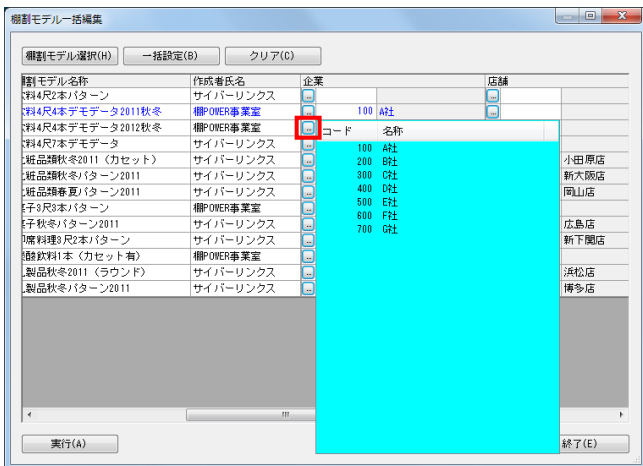 棚割モデル一括編集
棚割モデル選択(H) 一括設定(B) クリア(C)
モデル名称 作成者氏名 企業 店舗
料4尺2本パターン サイバーリンクス ...  ...
料4尺4本デモデータ2011秋冬 棚POWER事業室 ... 100 A社 ...
料4尺4本デモデータ2012秋冬 棚POWER事業室 ...
料4尺7本デモデータ サイバーリンクス ...
粧品類秋冬2011（カセット） サイバーリンクス ... 小田原店
粧品類秋冬パターン2011 サイバーリンクス ... 新大阪店
粧品類春夏パターン2011 サイバーリンクス ... 岡山店
子3尺3本パターン 棚POWER事業室 ...
子秋冬パターン2011 サイバーリンクス ... 広島店
席料理3尺2本パターン サイバーリンクス ... 新下関店
酸飲料1本（カセット有） 棚POWER事業室 ...
製品秋冬2011（ラウンド） サイバーリンクス ... 浜松店
製品秋冬パターン2011 サイバーリンクス ... 博多店
コード 名称
100 A社
200 B社
300 C社
400 D社
500 E社
600 F社
700 G社
実行(A) 終了(E)